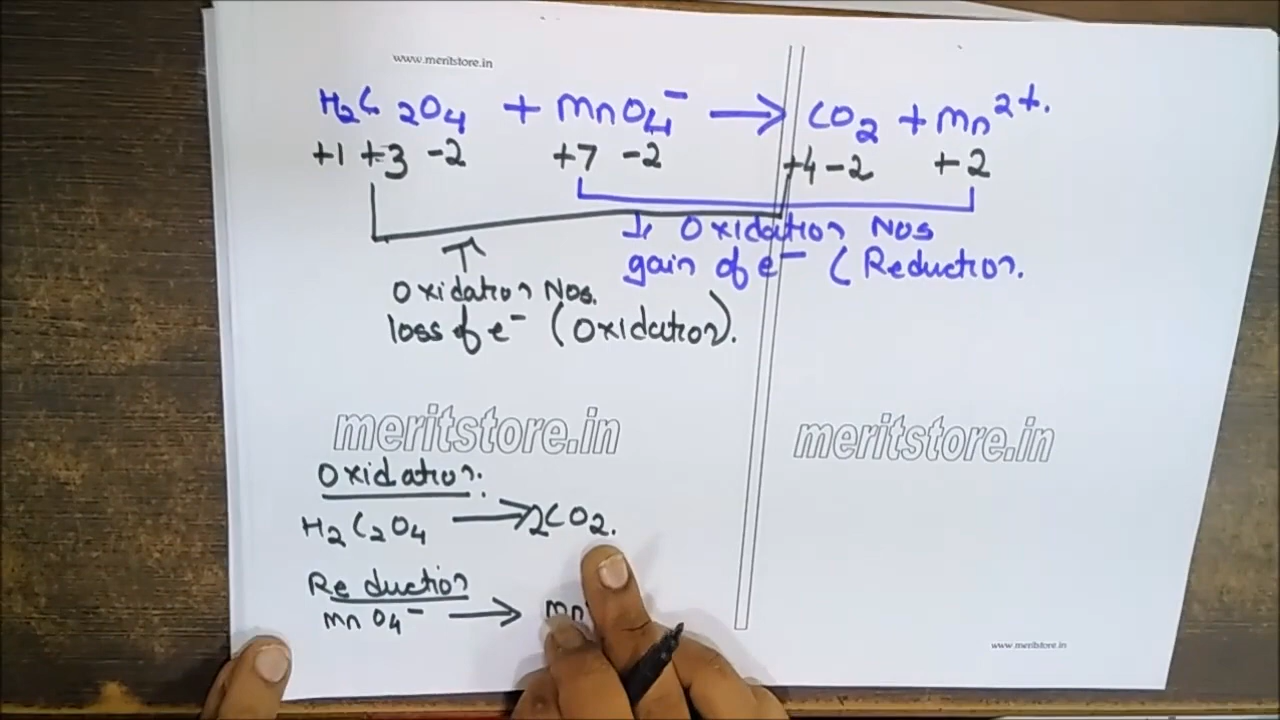 www.meritstore.in
H₂C₂O₄ + mnO₄⁻ → CO₂ + mn²⁺.
+1 +3 -2 +7 -2 +4 -2 +2
↓ Oxidation Nos
gain of e⁻ (Reduction.
↑
Oxidation Nos.
loss of e⁻ (Oxidation).
meritstore.in meritstore.in
Oxidation.
H₂C₂O₄ → 2CO₂.
Reduction
mnO₄⁻ → mn
www.meritstore.in